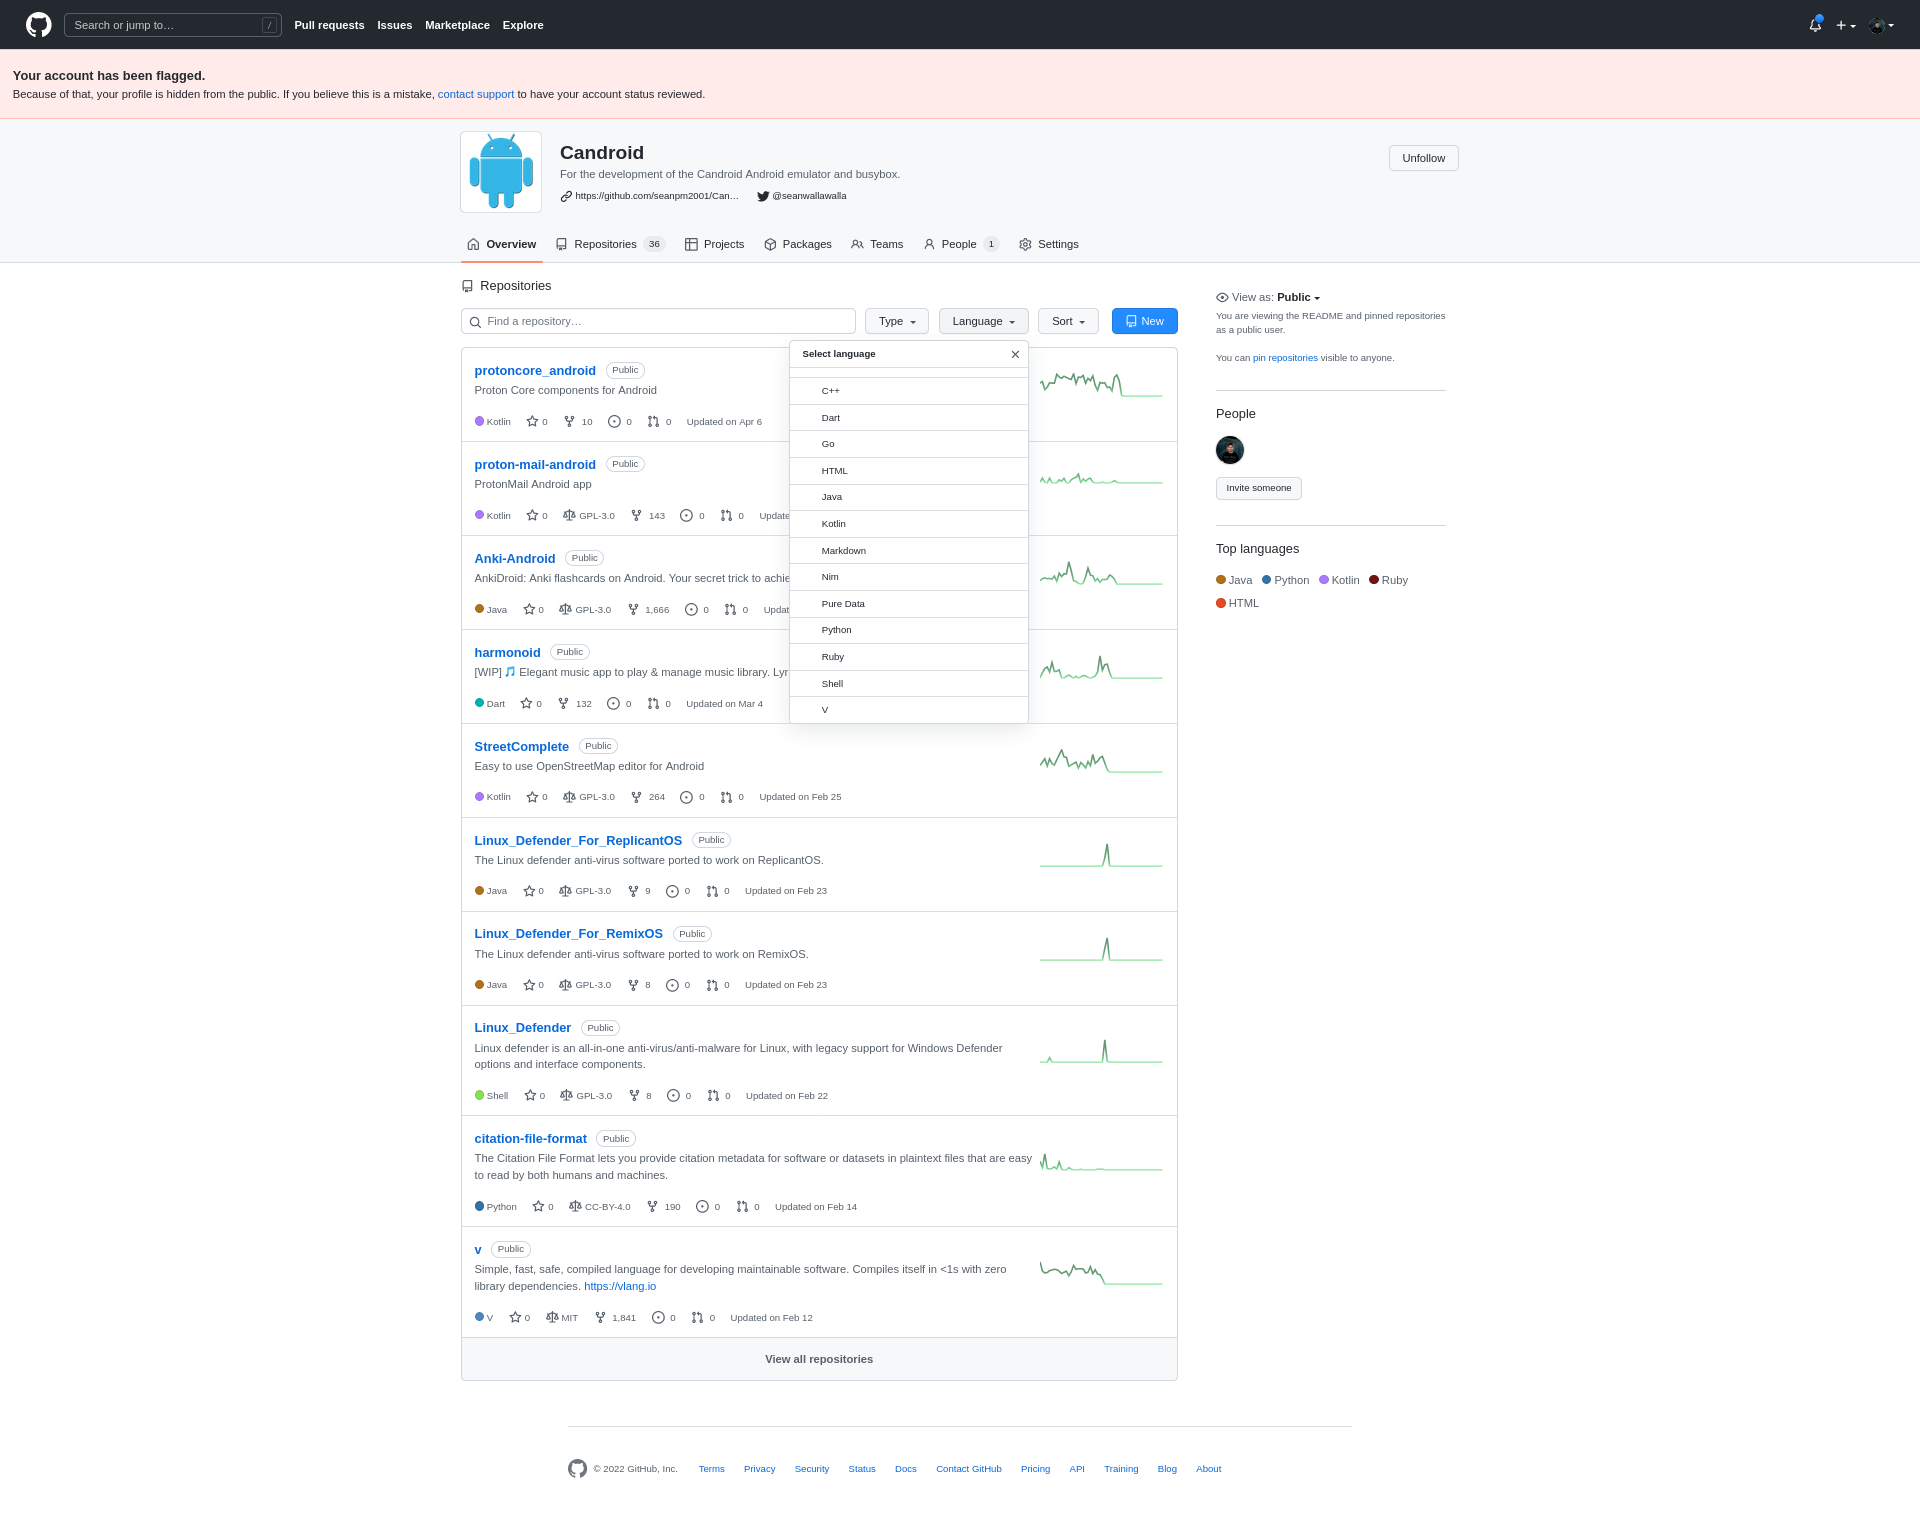 Search or jump to… /
Pull requests Issues Marketplace Explore
Your account has been flagged.
Because of that, your profile is hidden from the public. If you believe this is a mistake, contact support to have your account status reviewed.
Candroid
For the development of the Candroid Android emulator and busybox.
https://github.com/seanpm2001/Can… @seanwallawalla
Unfollow
Overview Repositories 36 Projects Packages Teams People 1 Settings
Repositories
Find a repository…
Type Language Sort New
Select language
C++
Dart
Go
HTML
Java
Kotlin
Markdown
Nim
Pure Data
Python
Ruby
Shell
V
protoncore_android Public
Proton Core components for Android
Kotlin 0 10 0 0 Updated on Apr 6
proton-mail-android Public
ProtonMail Android app
Kotlin 0 GPL-3.0 143 0 0 Update
Anki-Android Public
AnkiDroid: Anki flashcards on Android. Your secret trick to achie
Java 0 GPL-3.0 1,666 0 0 Updat
harmonoid Public
[WIP] 🎵 Elegant music app to play & manage music library. Lyr
Dart 0 132 0 0 Updated on Mar 4
StreetComplete Public
Easy to use OpenStreetMap editor for Android
Kotlin 0 GPL-3.0 264 0 0 Updated on Feb 25
Linux_Defender_For_ReplicantOS Public
The Linux defender anti-virus software ported to work on ReplicantOS.
Java 0 GPL-3.0 9 0 0 Updated on Feb 23
Linux_Defender_For_RemixOS Public
The Linux defender anti-virus software ported to work on RemixOS.
Java 0 GPL-3.0 8 0 0 Updated on Feb 23
Linux_Defender Public
Linux defender is an all-in-one anti-virus/anti-malware for Linux, with legacy support for Windows Defender
options and interface components.
Shell 0 GPL-3.0 8 0 0 Updated on Feb 22
citation-file-format Public
The Citation File Format lets you provide citation metadata for software or datasets in plaintext files that are easy
to read by both humans and machines.
Python 0 CC-BY-4.0 190 0 0 Updated on Feb 14
v Public
Simple, fast, safe, compiled language for developing maintainable software. Compiles itself in <1s with zero
library dependencies. https://vlang.io
V 0 MIT 1,841 0 0 Updated on Feb 12
View all repositories
View as: Public
You are viewing the README and pinned repositories
as a public user.
You can pin repositories visible to anyone.
People
Invite someone
Top languages
Java Python Kotlin Ruby
HTML
© 2022 GitHub, Inc. Terms Privacy Security Status Docs Contact GitHub Pricing API Training Blog About